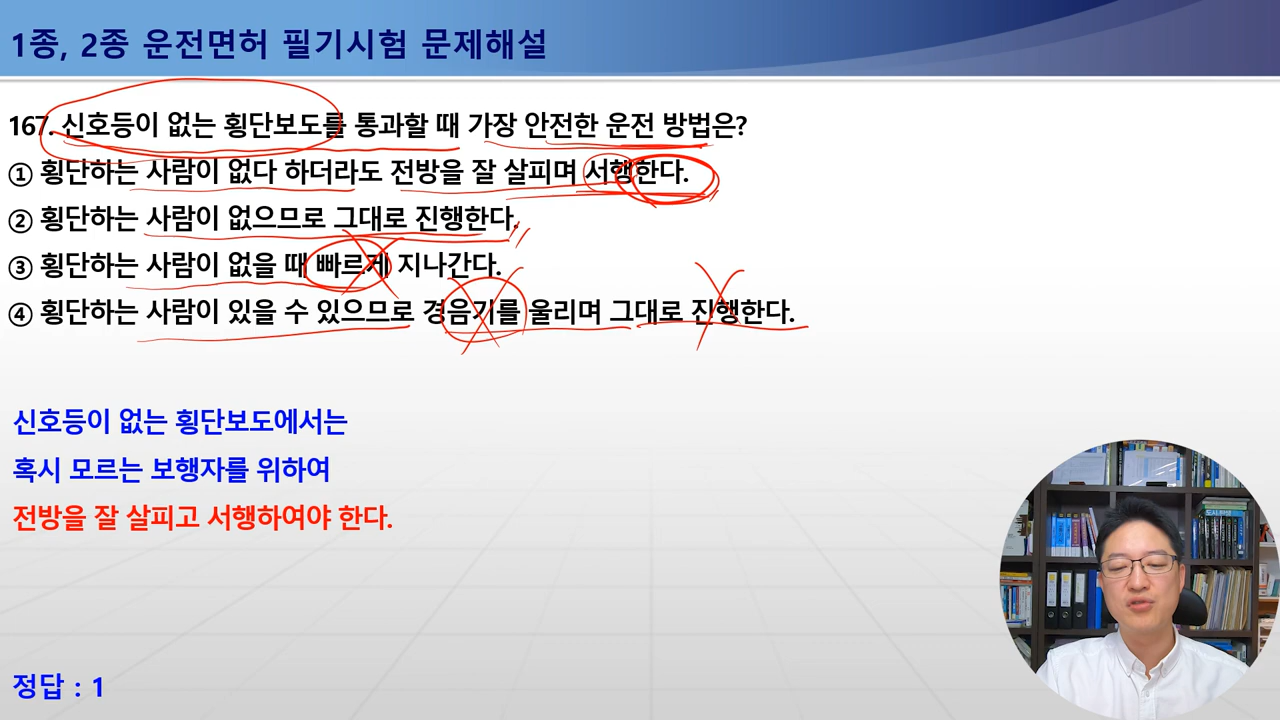 1종, 2종 운전면허 필기시험 문제해설
167. 신호등이 없는 횡단보도를 통과할 때 가장 안전한 운전 방법은?
① 횡단하는 사람이 없다 하더라도 전방을 잘 살피며 서행한다.
② 횡단하는 사람이 없으므로 그대로 진행한다.
③ 횡단하는 사람이 없을 때 빠르게 지나간다.
④ 횡단하는 사람이 있을 수 있으므로 경음기를 울리며 그대로 진행한다.
신호등이 없는 횡단보도에서는
혹시 모르는 보행자를 위하여
전방을 잘 살피고 서행하여야 한다.
정답 : 1